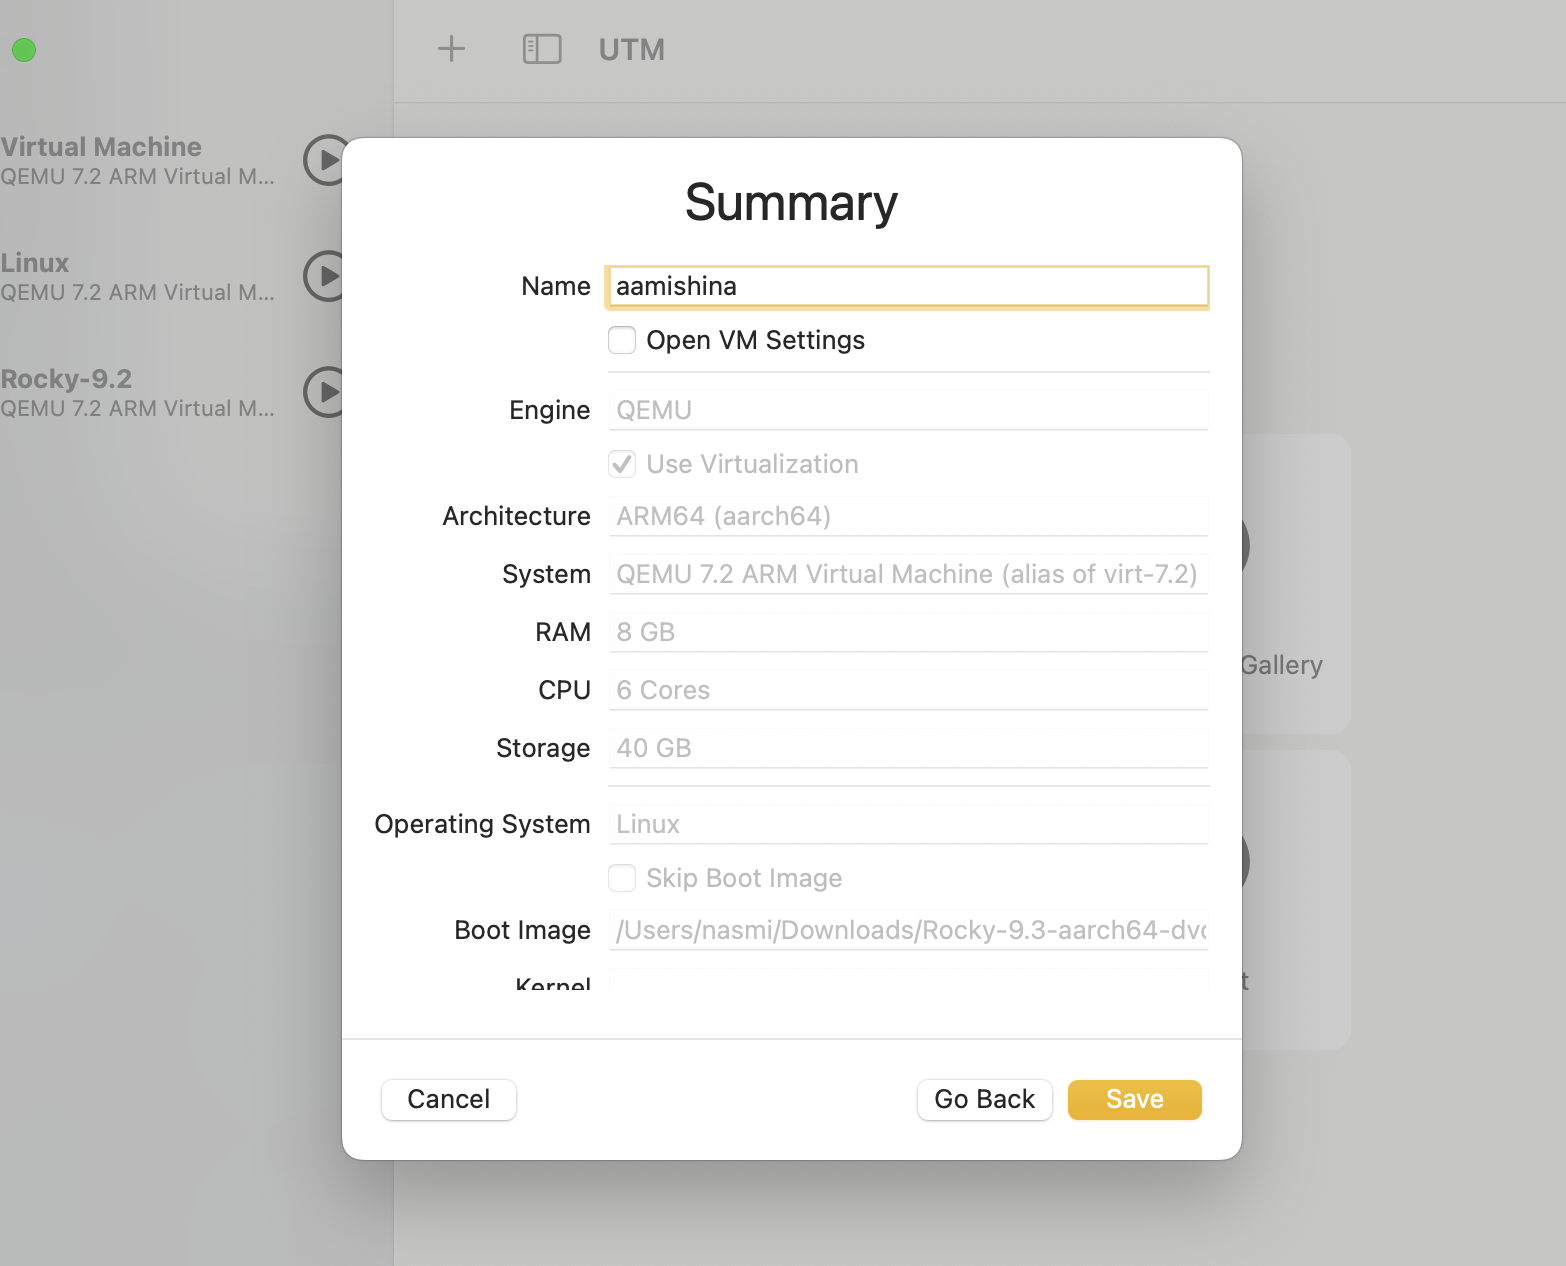 UTM
Virtual Machine
QEMU 7.2 ARM Virtual M...
Linux
QEMU 7.2 ARM Virtual M...
Rocky-9.2
QEMU 7.2 ARM Virtual M...
Summary
Name aamishina
Open VM Settings
Engine QEMU
Use Virtualization
Architecture ARM64 (aarch64)
System QEMU 7.2 ARM Virtual Machine (alias of virt-7.2)
RAM 8 GB
CPU 6 Cores
Storage 40 GB
Operating System Linux
Skip Boot Image
Boot Image /Users/nasmi/Downloads/Rocky-9.3-aarch64-dvd
Kernel
Cancel Go Back Save
Gallery
t